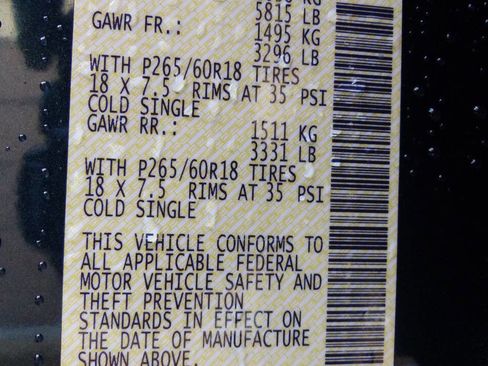 KG
5815 LB
GAWR FR.: 1495 KG
3296 LB
WITH P265/60R18 TIRES
18 X 7.5 RIMS AT 35 PSI
COLD SINGLE
GAWR RR.: 1511 KG
3331 LB
WITH P265/60R18 TIRES
18 X 7.5 RIMS AT 35 PSI
COLD SINGLE
THIS VEHICLE CONFORMS TO
ALL APPLICABLE FEDERAL
MOTOR VEHICLE SAFETY AND
THEFT PREVENTION
STANDARDS IN EFFECT ON
THE DATE OF MANUFACTURE
SHOWN ABOVE.